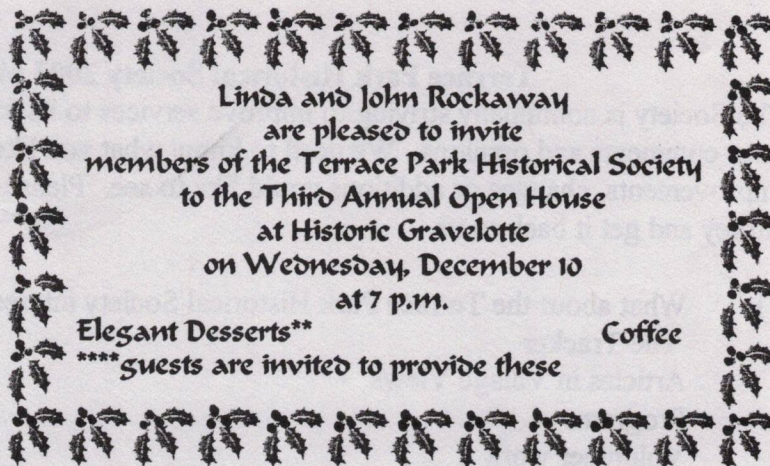 Linda and John Rockaway
are pleased to invite
members of the Terrace Park Historical Society
to the Third Annual Open House
at Historic Gravelotte
on Wednesday, December 10
at 7 p.m.
Elegant Desserts** Coffee
****guests are invited to provide these